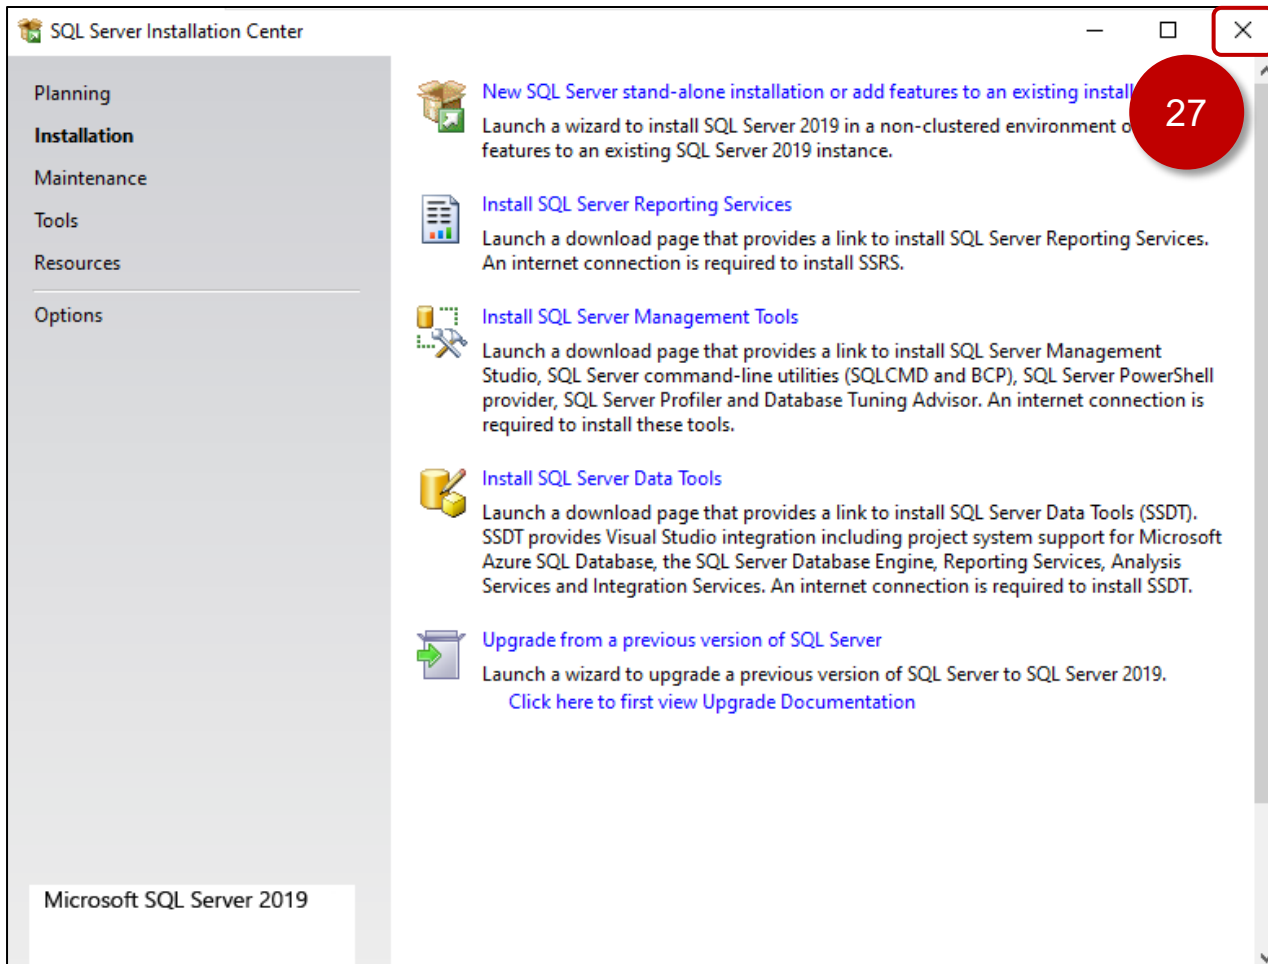 SQL Server Installation Center
Planning
Installation
Maintenance
Tools
Resources
Options
Microsoft SQL Server 2019
New SQL Server stand-alone installation or add features to an existing install
27
Launch a wizard to install SQL Server 2019 in a non-clustered environment o
features to an existing SQL Server 2019 instance.
Install SQL Server Reporting Services
Launch a download page that provides a link to install SQL Server Reporting Services.
An internet connection is required to install SSRS.
Install SQL Server Management Tools
Launch a download page that provides a link to install SQL Server Management
Studio, SQL Server command-line utilities (SQLCMD and BCP), SQL Server PowerShell
provider, SQL Server Profiler and Database Tuning Advisor. An internet connection is
required to install these tools.
Install SQL Server Data Tools
Launch a download page that provides a link to install SQL Server Data Tools (SSDT).
SSDT provides Visual Studio integration including project system support for Microsoft
Azure SQL Database, the SQL Server Database Engine, Reporting Services, Analysis
Services and Integration Services. An internet connection is required to install SSDT.
Upgrade from a previous version of SQL Server
Launch a wizard to upgrade a previous version of SQL Server to SQL Server 2019.
Click here to first view Upgrade Documentation